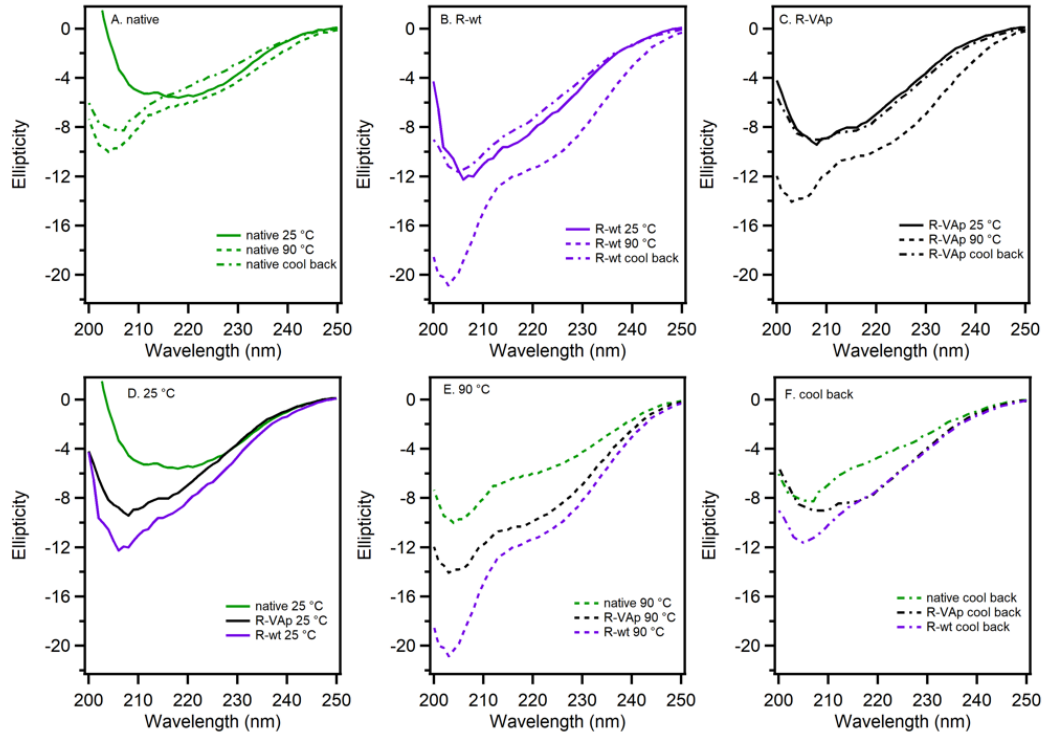 A. native
0
-4
-8
-12
-16
-20
Ellipticity
native 25 °C
native 90 °C
native cool back
200 210 220 230 240 250
Wavelength (nm)
B. R-wt
0
-4
-8
-12
-16
-20
Ellipticity
R-wt 25 °C
R-wt 90 °C
R-wt cool back
200 210 220 230 240 250
Wavelength (nm)
C. R-VAp
0
-4
-8
-12
-16
-20
Ellipticity
R-VAp 25 °C
R-VAp 90 °C
R-VAp cool back
200 210 220 230 240 250
Wavelength (nm)
D. 25 °C
0
-4
-8
-12
-16
-20
Ellipticity
native 25 °C
R-VAp 25 °C
R-wt 25 °C
200 210 220 230 240 250
Wavelength (nm)
E. 90 °C
0
-4
-8
-12
-16
-20
Ellipticity
native 90 °C
R-VAp 90 °C
R-wt 90 °C
200 210 220 230 240 250
Wavelength (nm)
F. cool back
0
-4
-8
-12
-16
-20
Ellipticity
native cool back
R-VAp cool back
R-wt cool back
200 210 220 230 240 250
Wavelength (nm)